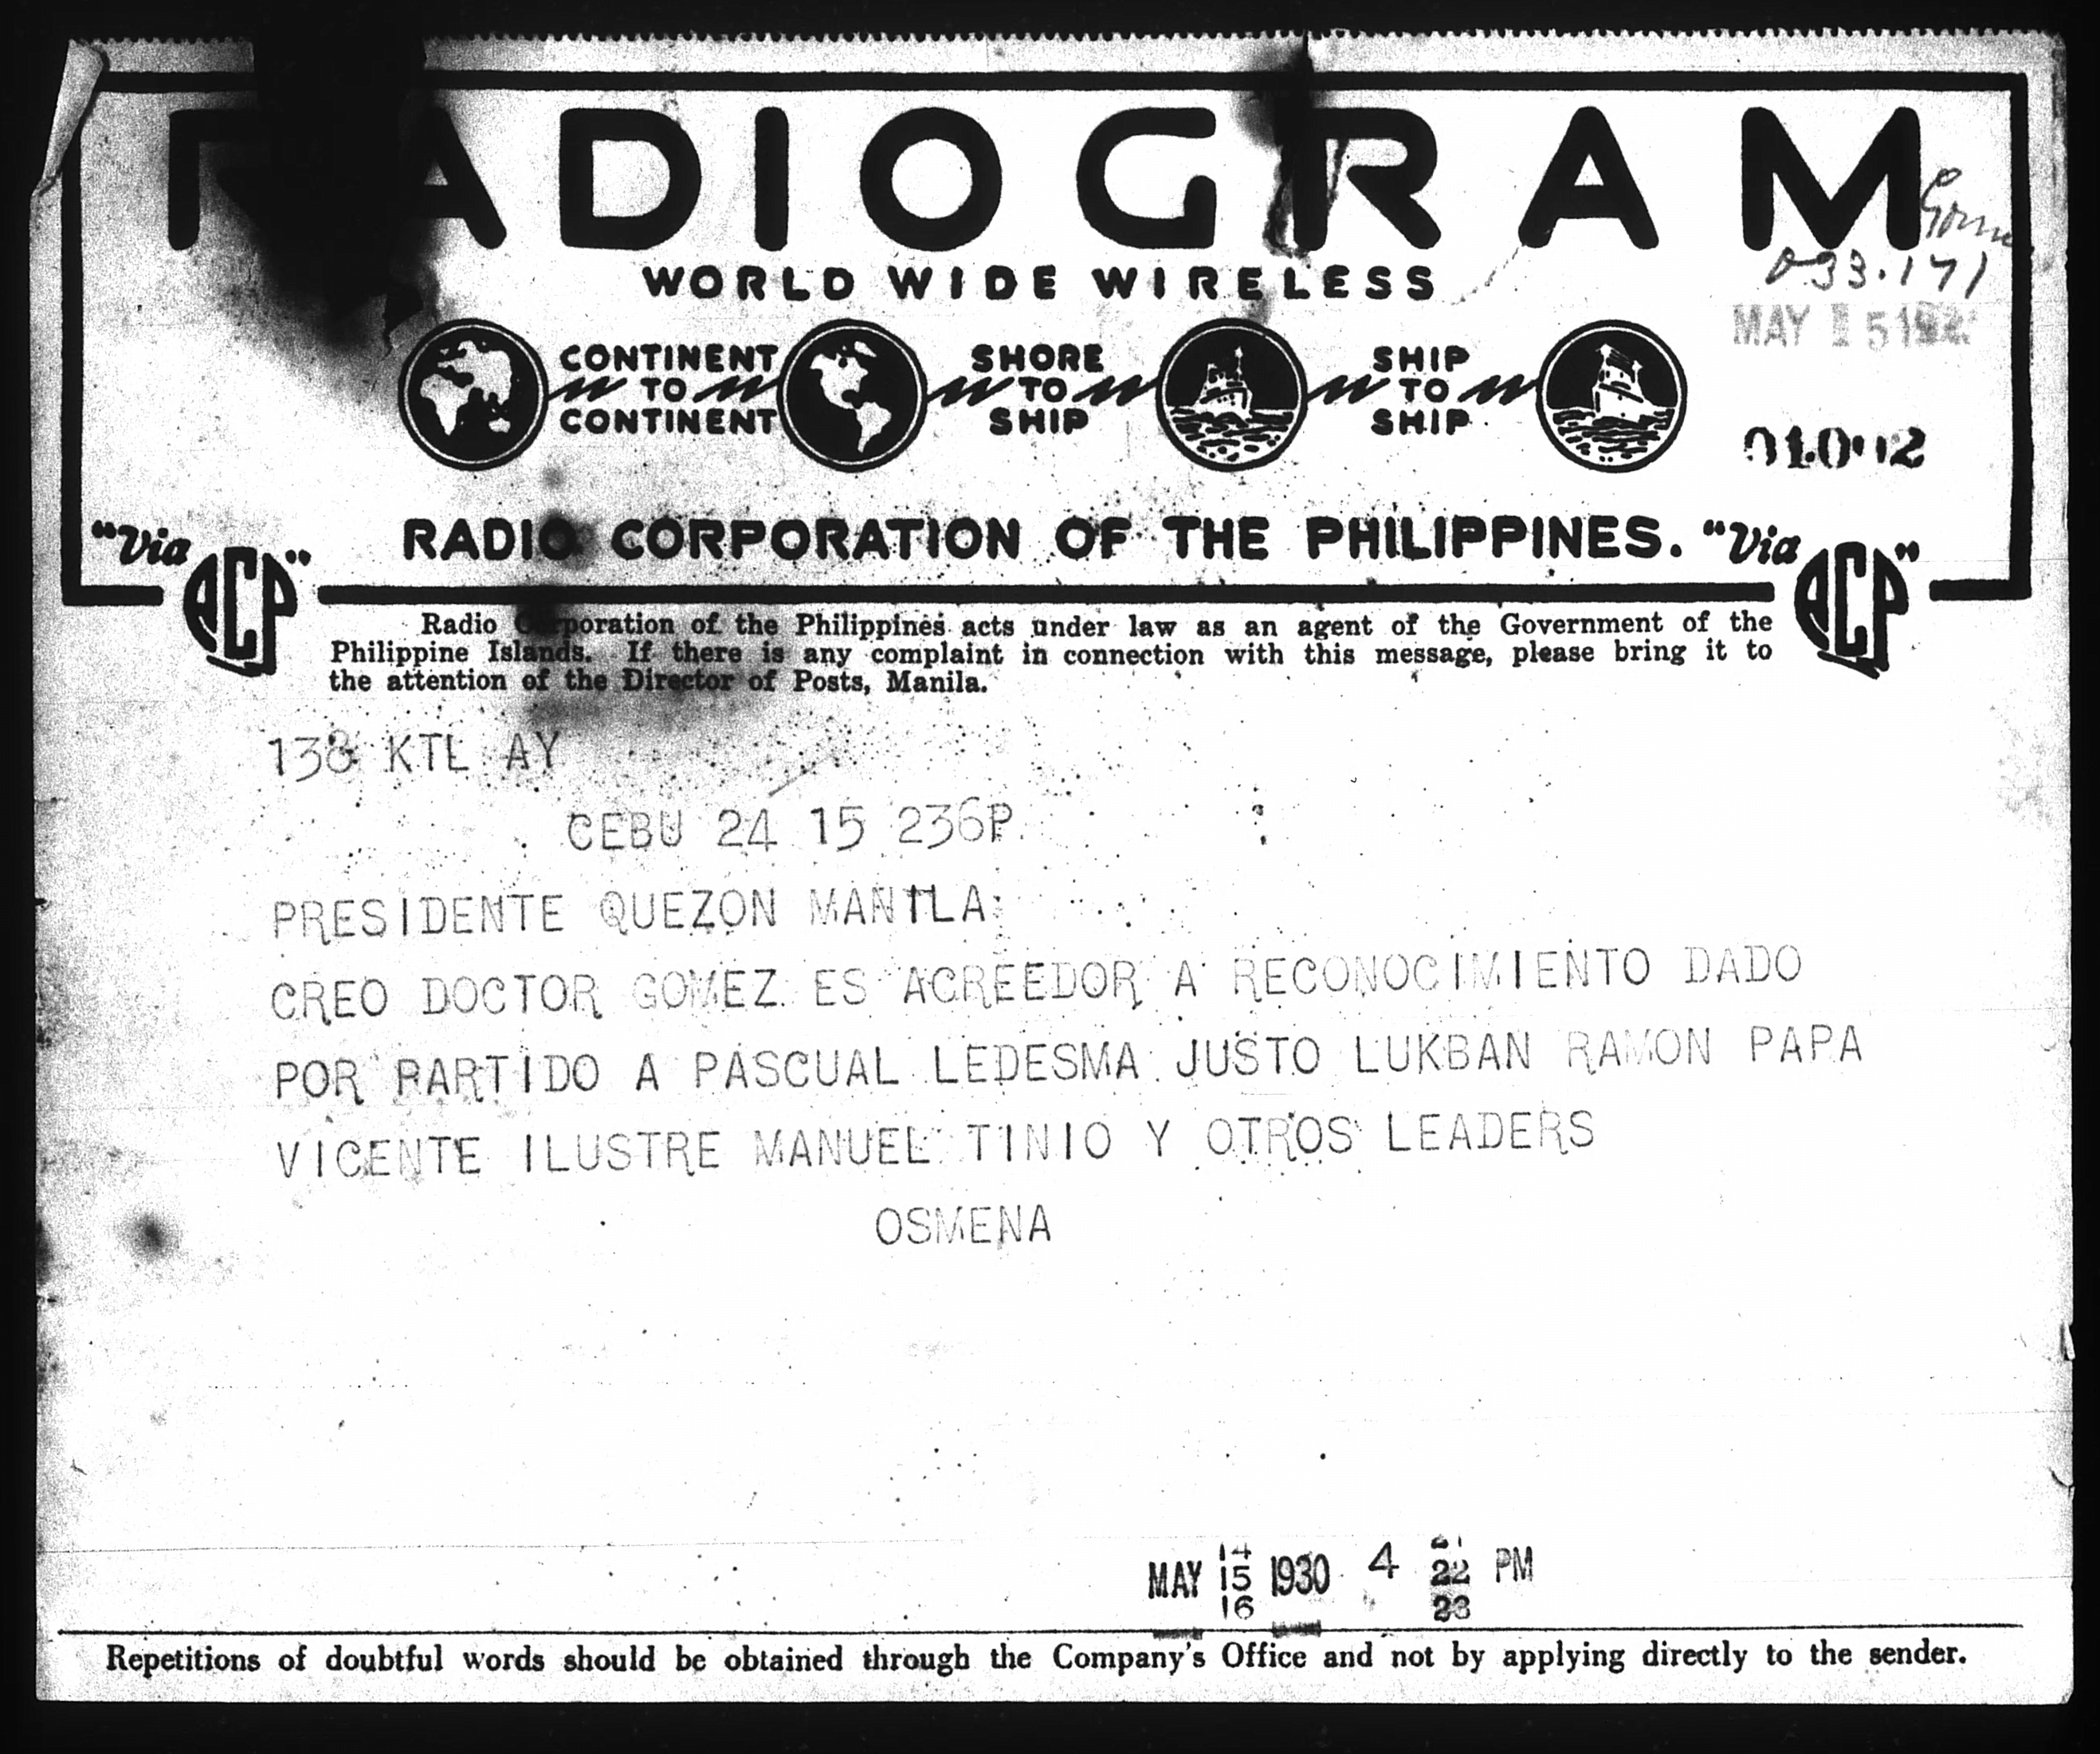 RADIOGRAM
WORLD WIDE WIRELESS
CONTINENT TO CONTINENT
SHORE TO SHIP
SHIP TO SHIP
033.171
MAY 15
"Via RCP"
RADIO CORPORATION OF THE PHILIPPINES.
"Via RCP"
Radio Corporation of the Philippines acts under law as an agent of the Government of the
Philippine Islands. If there is any complaint in connection with this message, please bring it to
the attention of the Director of Posts, Manila.
138 KTL AY
CEBU 24 15 236P
PRESIDENTE QUEZON MANILA
CREO DOCTOR GOMEZ ES ACREEDOR A RECONOCIMIENTO DADO
POR PARTIDO A PASCUAL LEDESMA JUSTO LUKBAN RAMON PAPA
VICENTE ILUSTRE MANUEL TINIO Y OTROS LEADERS
OSMENA
14 21
MAY 15 1930 4 22 PM
16 23
Repetitions of doubtful words should be obtained through the Company's Office and not by applying directly to the sender.